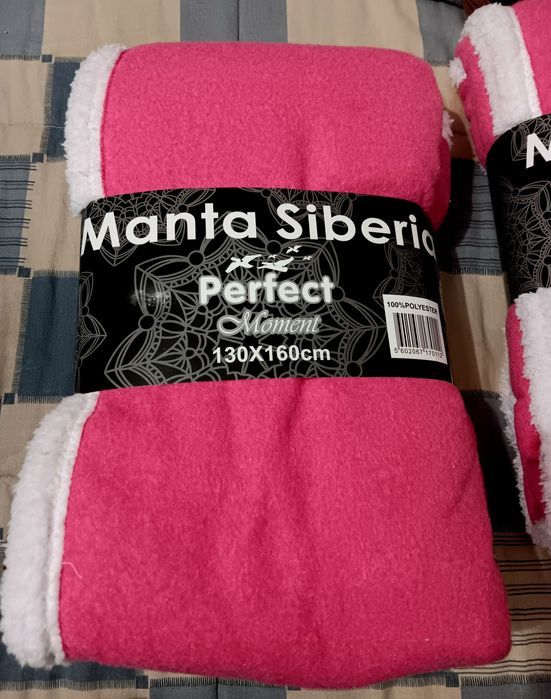 Manta Siberia
Perfect
Moment
130X160cm
100%POLYESTER
M